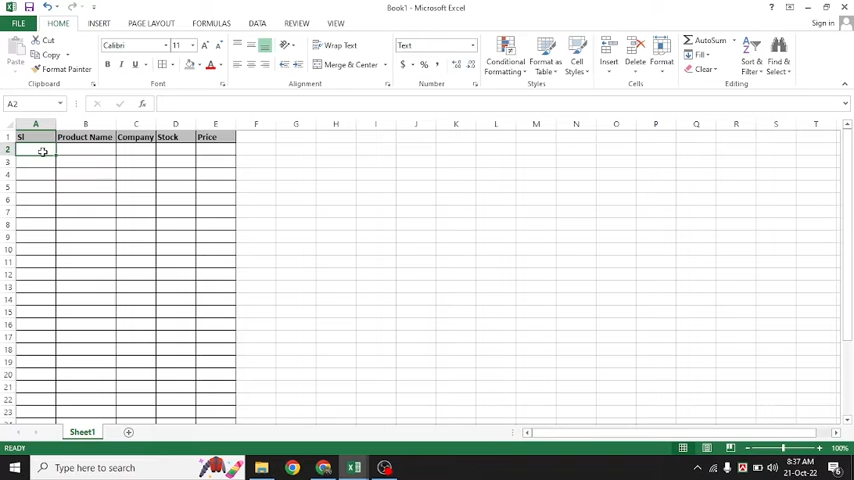 Book1 - Microsoft Excel
FILE HOME INSERT PAGE LAYOUT FORMULAS DATA REVIEW VIEW Sign in
Paste Cut Copy Format Painter Clipboard
Calibri 11 B I U A Font
Wrap Text Merge & Center Alignment
Text $ % , Number
Conditional Formatting Format as Table Cell Styles Styles
Insert Delete Format Cells
AutoSum Fill Clear Sort & Filter Find & Select Editing
A2 fx
A B C D E F G H I J K L M N O P Q R S T
1 Sl Product Name Company Stock Price
2
3
4
5
6
7
8
9
10
11
12
13
14
15
16
17
18
19
20
21
22
23
Sheet1
READY 100%
Type here to search 8:37 AM
21-Oct-22 6